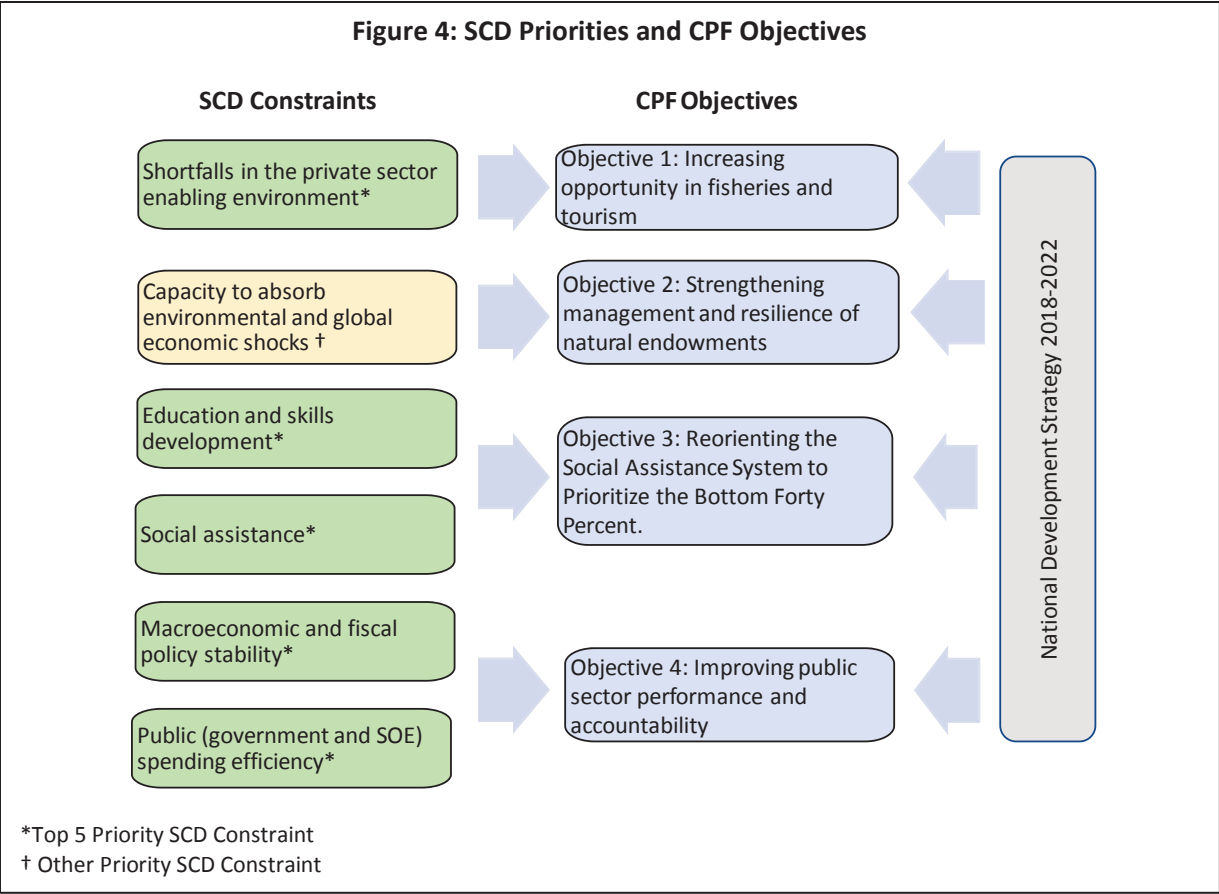 Figure 4: SCD Priorities and CPF Objectives
SCD Constraints
CPF Objectives
Shortfalls in the private sector
enabling environment*
Objective 1: Increasing
opportunity in fisheries and
tourism
Capacity to absorb
environmental and global
economic shocks †
Objective 2: Strengthening
management and resilience of
natural endowments
Education and skills
development*
Social assistance*
Objective 3: Reorienting the
Social Assistance System to
Prioritize the Bottom Forty
Percent.
Macroeconomic and fiscal
policy stability*
Public (government and SOE)
spending efficiency*
Objective 4: Improving public
sector performance and
accountability
National Development Strategy 2018-2022
*Top 5 Priority SCD Constraint
† Other Priority SCD Constraint